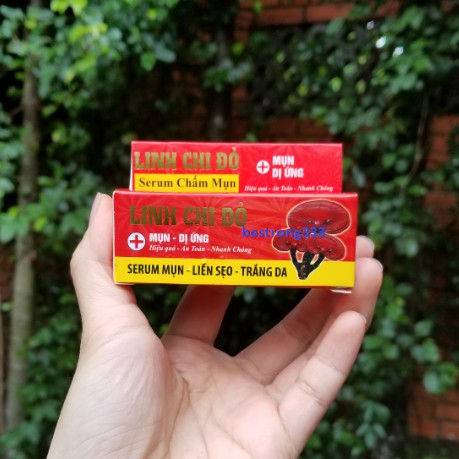 LINH CHI ĐỎ
Serum Chấm Mụn
MỤN
DỊ ỨNG
Hiệu quả - An Toàn - Nhanh Chóng
LINH CHI ĐỎ
bestrong338
MỤN - DỊ ỨNG
Hiệu Quả - An Toàn - Nhanh Chóng
SERUM MỤN - LIỀN SẸO - TRẮNG DA